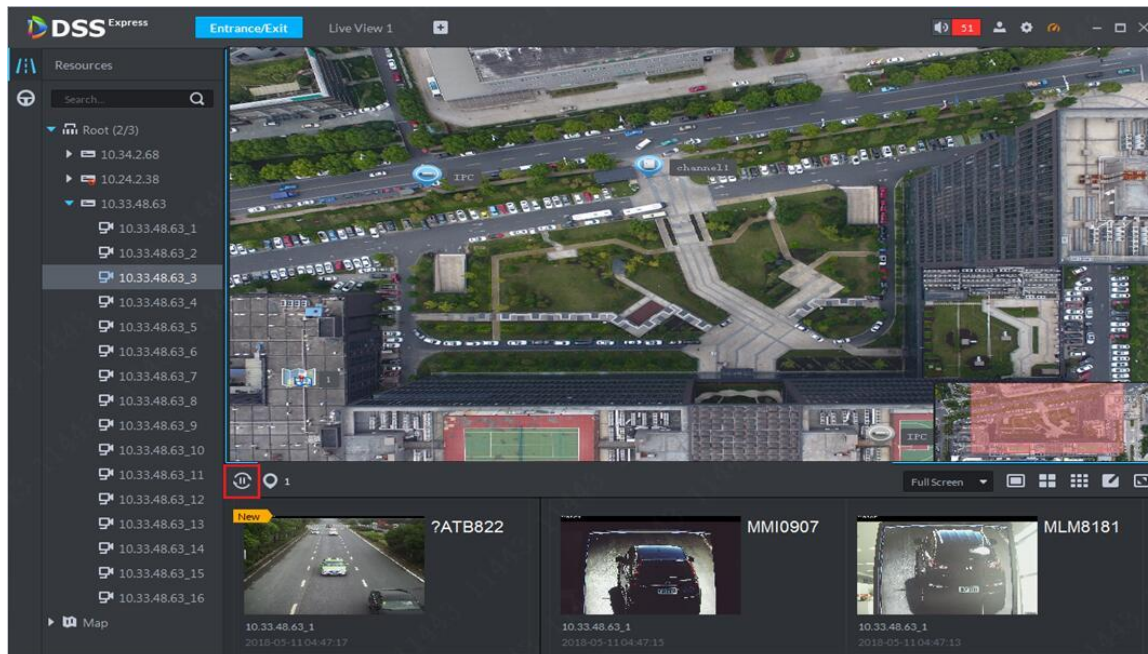 DSS Express
Entrance/Exit
Live View 1
51
Resources
Search...
Root (2/3)
10.34.2.68
10.24.2.38
10.33.48.63
10.33.48.63_1
10.33.48.63_2
10.33.48.63_3
10.33.48.63_4
10.33.48.63_5
10.33.48.63_6
10.33.48.63_7
10.33.48.63_8
10.33.48.63_9
10.33.48.63_10
10.33.48.63_11
10.33.48.63_12
10.33.48.63_13
10.33.48.63_14
10.33.48.63_15
10.33.48.63_16
Map
IPC
channel1
1
IPC
1
Full Screen
New
?ATB822
10.33.48.63_1
2018-05-11 04:47:17
MMI0907
10.33.48.63_1
2018-05-11 04:47:15
MLM8181
10.33.48.63_1
2018-05-11 04:47:13